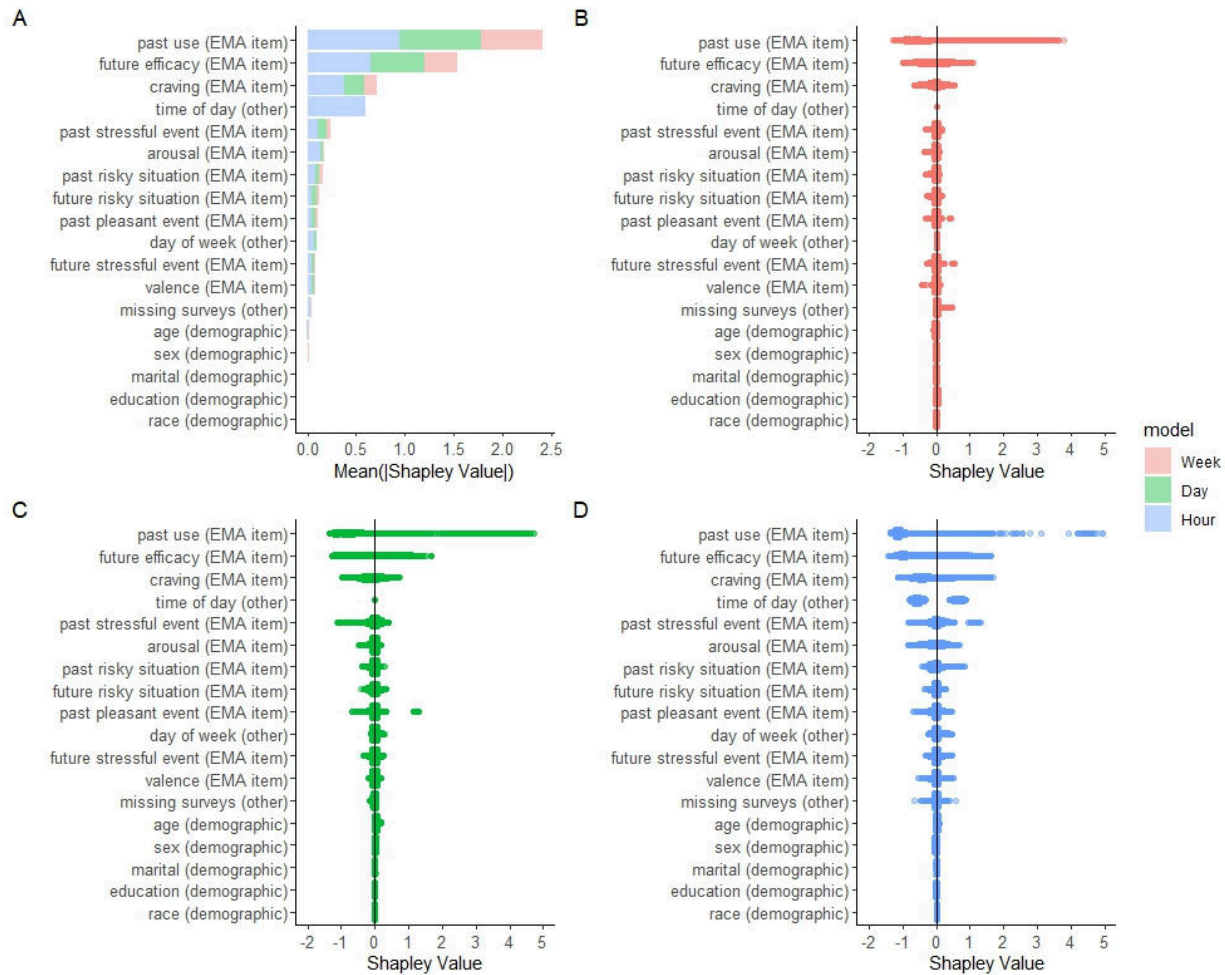 A
past use (EMA item)
future efficacy (EMA item)
craving (EMA item)
time of day (other)
past stressful event (EMA item)
arousal (EMA item)
past risky situation (EMA item)
future risky situation (EMA item)
past pleasant event (EMA item)
day of week (other)
future stressful event (EMA item)
valence (EMA item)
missing surveys (other)
age (demographic)
sex (demographic)
marital (demographic)
education (demographic)
race (demographic)
0.0 0.5 1.0 1.5 2.0 2.5
Mean(|Shapley Value|)
B
past use (EMA item)
future efficacy (EMA item)
craving (EMA item)
time of day (other)
past stressful event (EMA item)
arousal (EMA item)
past risky situation (EMA item)
future risky situation (EMA item)
past pleasant event (EMA item)
day of week (other)
future stressful event (EMA item)
valence (EMA item)
missing surveys (other)
age (demographic)
sex (demographic)
marital (demographic)
education (demographic)
race (demographic)
-2 -1 0 1 2 3 4 5
Shapley Value
model
Week
Day
Hour
C
past use (EMA item)
future efficacy (EMA item)
craving (EMA item)
time of day (other)
past stressful event (EMA item)
arousal (EMA item)
past risky situation (EMA item)
future risky situation (EMA item)
past pleasant event (EMA item)
day of week (other)
future stressful event (EMA item)
valence (EMA item)
missing surveys (other)
age (demographic)
sex (demographic)
marital (demographic)
education (demographic)
race (demographic)
-2 -1 0 1 2 3 4 5
Shapley Value
D
past use (EMA item)
future efficacy (EMA item)
craving (EMA item)
time of day (other)
past stressful event (EMA item)
arousal (EMA item)
past risky situation (EMA item)
future risky situation (EMA item)
past pleasant event (EMA item)
day of week (other)
future stressful event (EMA item)
valence (EMA item)
missing surveys (other)
age (demographic)
sex (demographic)
marital (demographic)
education (demographic)
race (demographic)
-2 -1 0 1 2 3 4 5
Shapley Value